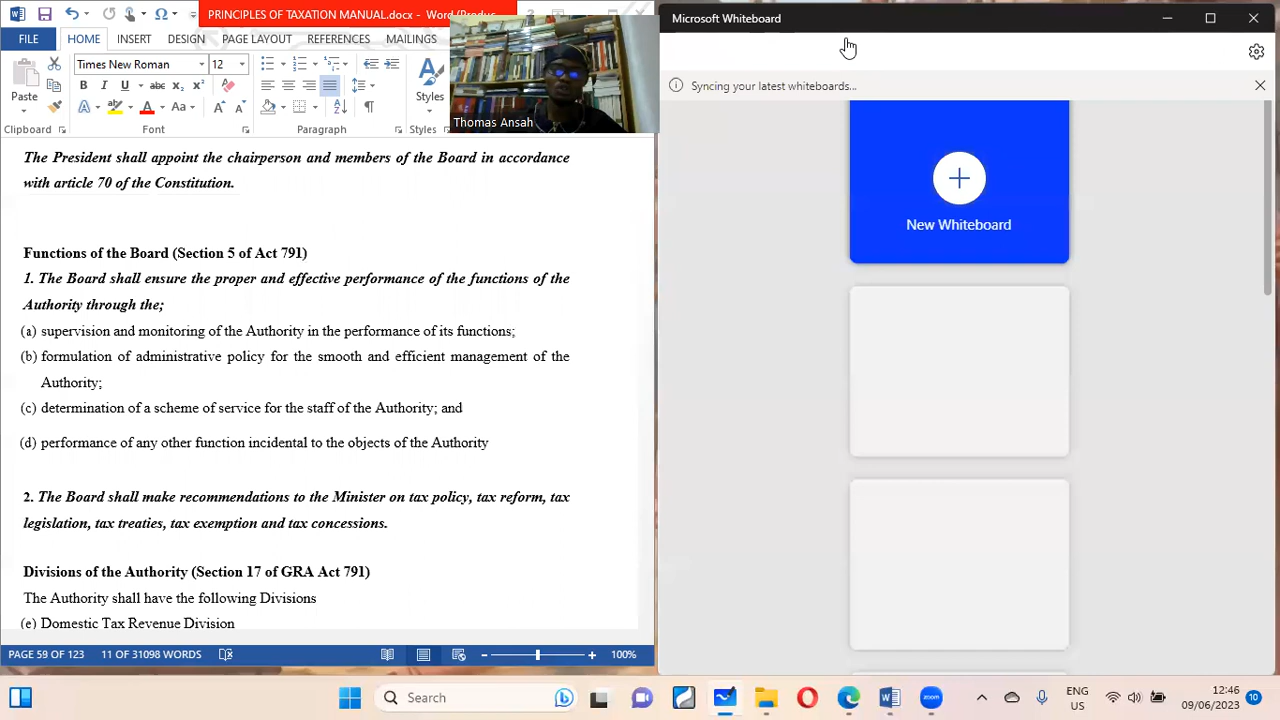 PRINCIPLES OF TAXATION MANUAL.docx - Word (Produc
FILE
HOME
INSERT
DESIGN
PAGE LAYOUT
REFERENCES
MAILINGS
Times New Roman
12
Paste
Styles
Clipboard
Font
Paragraph
Styles
Thomas Ansah
The President shall appoint the chairperson and members of the Board in accordance
with article 70 of the Constitution.
Functions of the Board (Section 5 of Act 791)
1. The Board shall ensure the proper and effective performance of the functions of the
Authority through the;
(a) supervision and monitoring of the Authority in the performance of its functions;
(b) formulation of administrative policy for the smooth and efficient management of the
Authority;
(c) determination of a scheme of service for the staff of the Authority; and
(d) performance of any other function incidental to the objects of the Authority
2. The Board shall make recommendations to the Minister on tax policy, tax reform, tax
legislation, tax treaties, tax exemption and tax concessions.
Divisions of the Authority (Section 17 of GRA Act 791)
The Authority shall have the following Divisions
(e) Domestic Tax Revenue Division
PAGE 59 OF 123
11 OF 31098 WORDS
100%
Microsoft Whiteboard
Syncing your latest whiteboards...
New Whiteboard
Search
zoom
ENG
US
12:46
09/06/2023
10